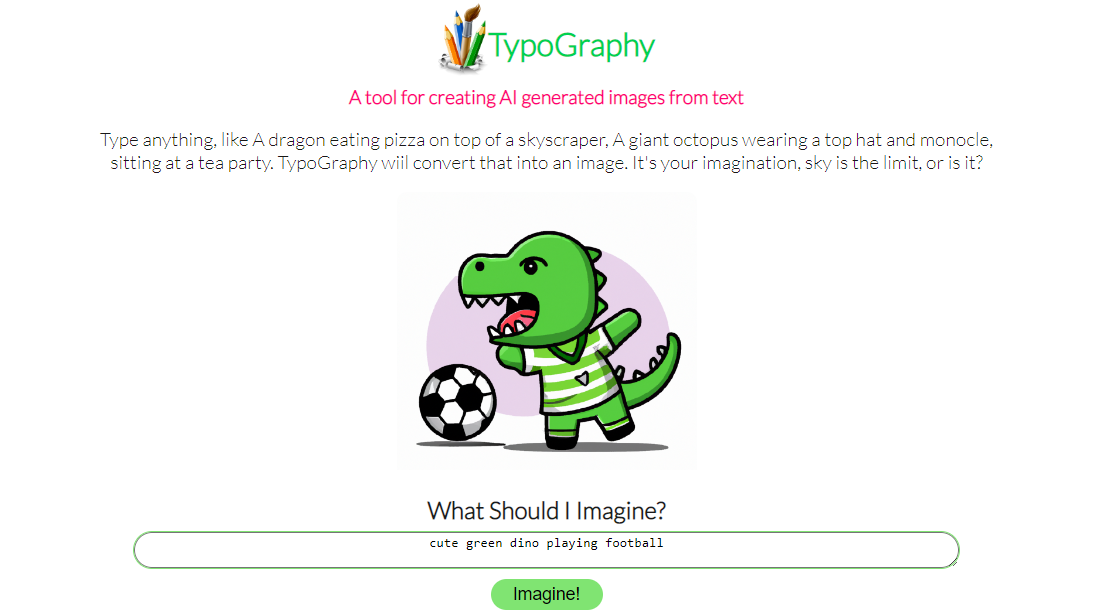 TypoGraphy
A tool for creating AI generated images from text
Type anything, like A dragon eating pizza on top of a skyscraper, A giant octopus wearing a top hat and monocle,
sitting at a tea party. TypoGraphy wiil convert that into an image. It's your imagination, sky is the limit, or is it?
What Should I Imagine?
cute green dino playing football
Imagine!